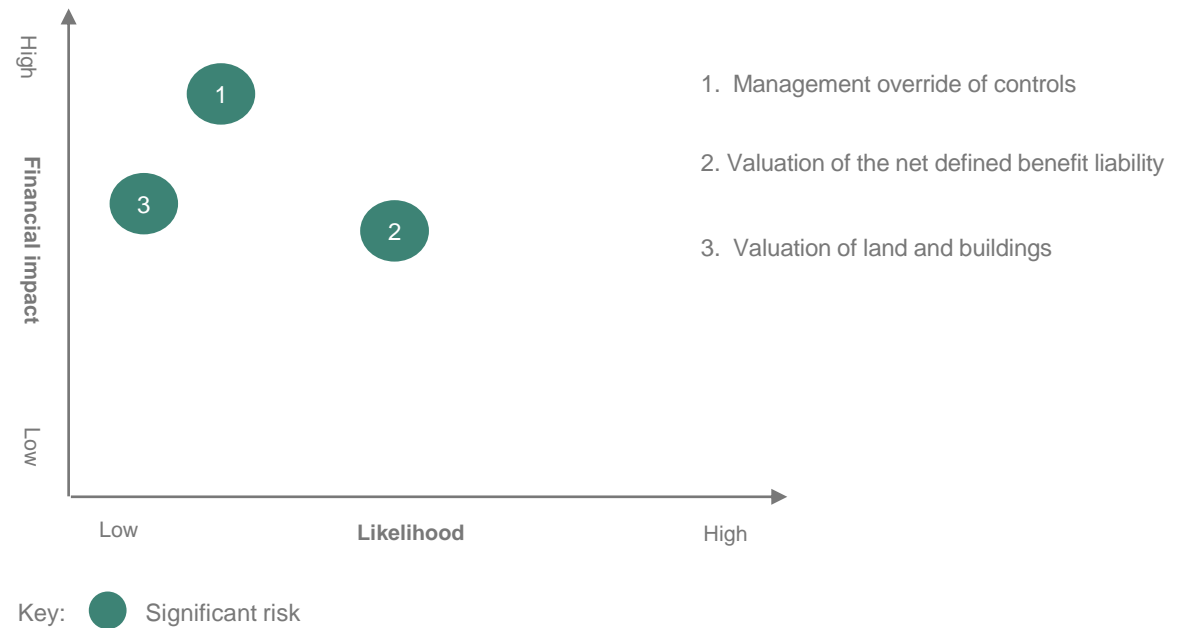 High
1
1. Management override of controls
2. Valuation of the net defined benefit liability
3
Financial impact
2
3. Valuation of land and buildings
Low
Low
Likelihood
High
Key:
Significant risk